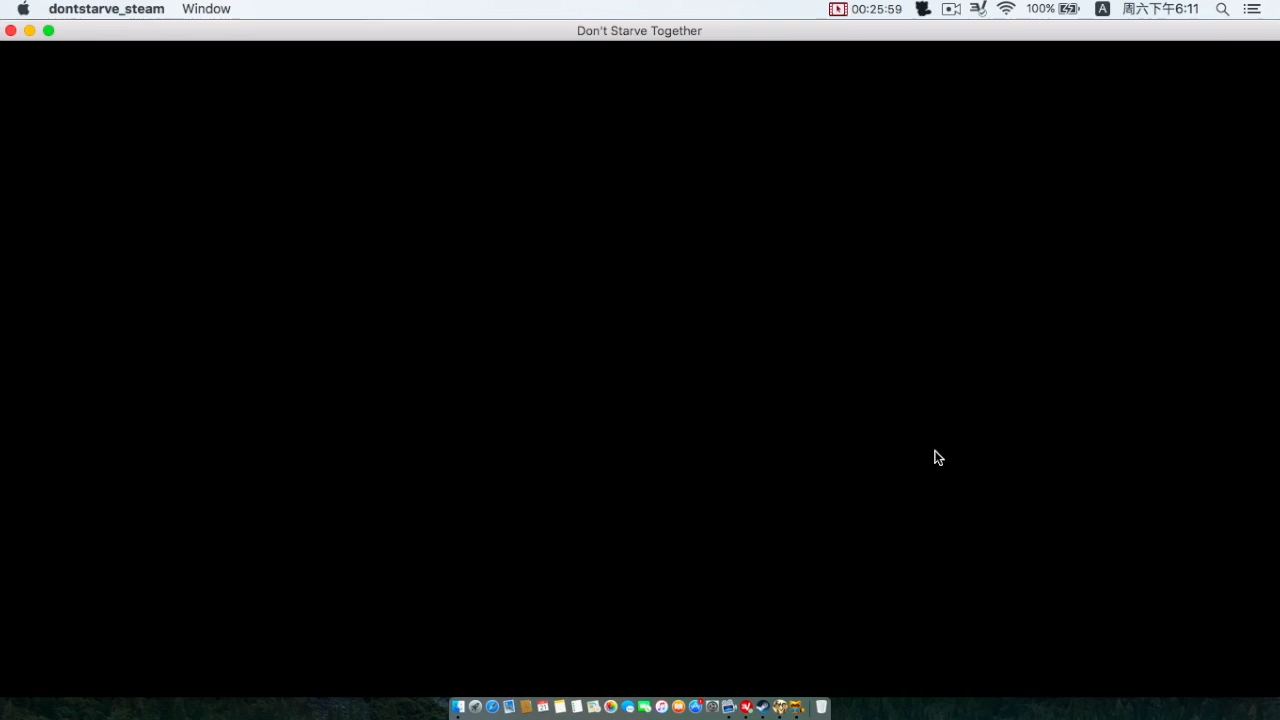 dontstarve_steam Window 00:25:59 100% A 周六下午6:11
Don't Starve Together